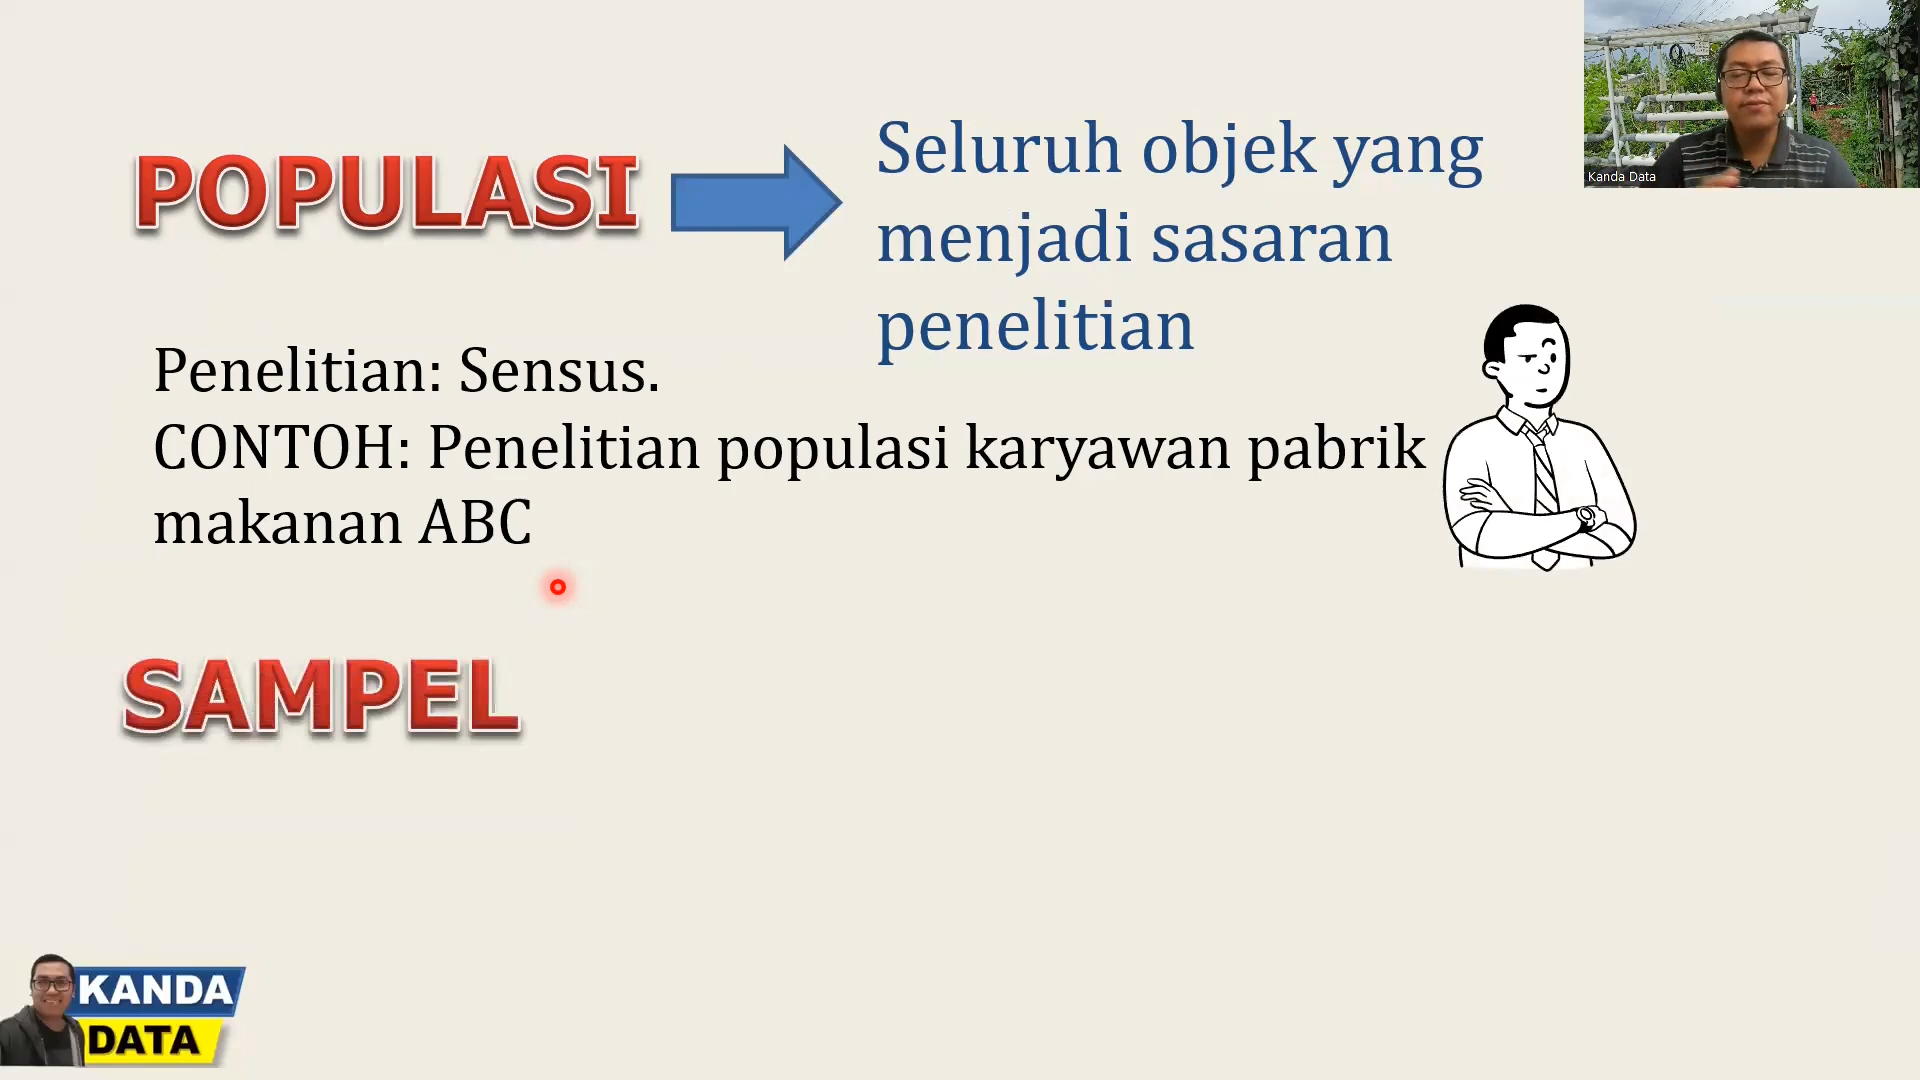 POPULASI
Seluruh objek yang
menjadi sasaran
penelitian
Kanda Data
Penelitian: Sensus.
CONTOH: Penelitian populasi karyawan pabrik
makanan ABC
SAMPEL
KANDA
DATA